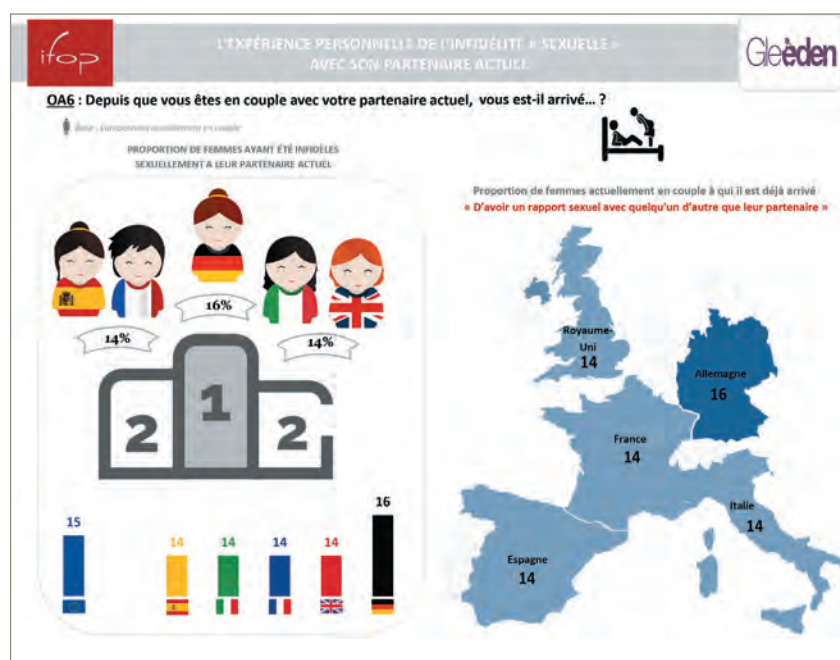 ifop
L'EXPÉRIENCE PERSONNELLE DE L'INFIDÉLITÉ « SEXUELLE »
AVEC SON PARTENAIRE ACTUEL
Gleeden
QA6 : Depuis que vous êtes en couple avec votre partenaire actuel, vous est-il arrivé… ?
actuellement en couple
PROPORTION DE FEMMES AYANT ÉTÉ INFIDÈLES
SEXUELLEMENT A LEUR PARTENAIRE ACTUEL
16%
14%
14%
2
1
2
15
14
14
14
14
16
Proportion de femmes actuellement en couple à qui il est déjà arrivé
« D'avoir un rapport sexuel avec quelqu'un d'autre que leur partenaire »
Royaume-
Uni
14
Allemagne
16
France
14
Italie
14
Espagne
14